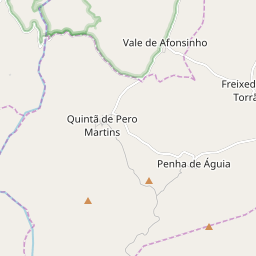 Vale de Afonsinho
Freixed
Torrã
Quintã de Pero
Martins
Penha de Águia